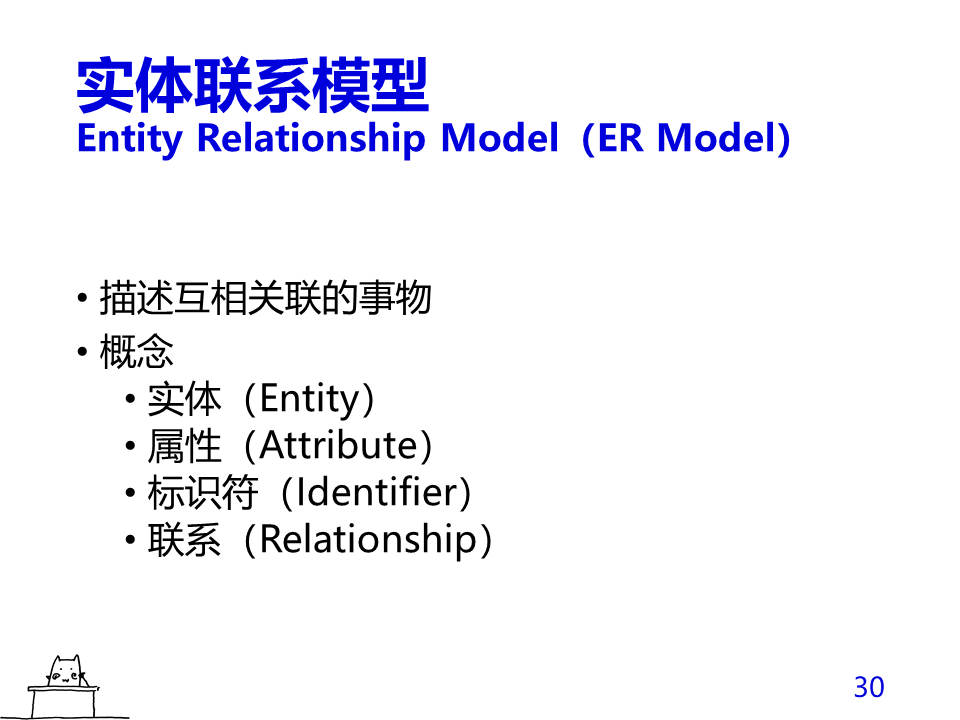 实体联系模型
Entity Relationship Model（ER Model）
• 描述互相关联的事物
• 概念
• 实体（Entity）
• 属性（Attribute）
• 标识符（Identifier）
• 联系（Relationship）
30